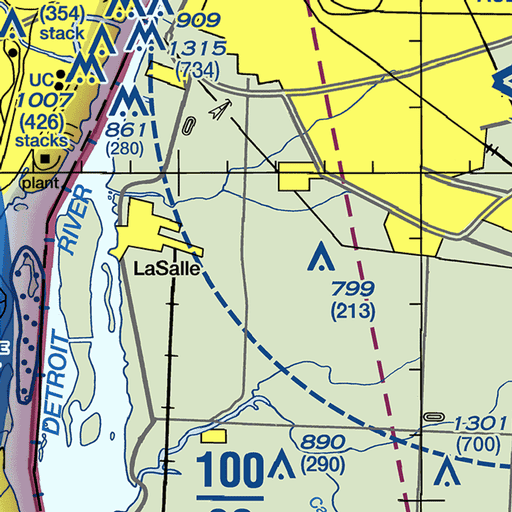 (354)
stack
909
1315
(734)
UC
1007
(426)
stacks
plant
861
(280)
RIVER
LaSalle
799
(213)
DETROIT
1301
(700)
890
(290)
100